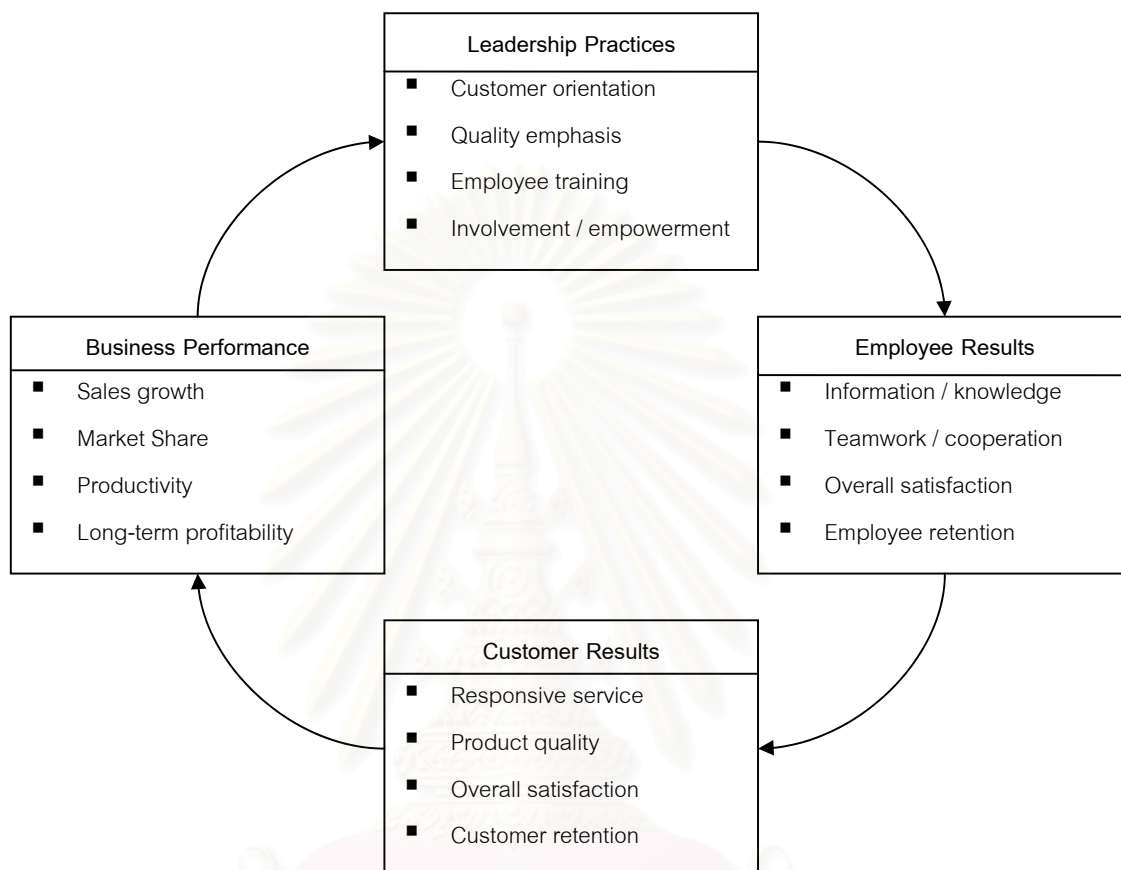 Leadership Practices
▪ Customer orientation
▪ Quality emphasis
▪ Employee training
▪ Involvement / empowerment
Business Performance
▪ Sales growth
▪ Market Share
▪ Productivity
▪ Long-term profitability
Employee Results
▪ Information / knowledge
▪ Teamwork / cooperation
▪ Overall satisfaction
▪ Employee retention
Customer Results
▪ Responsive service
▪ Product quality
▪ Overall satisfaction
▪ Customer retention